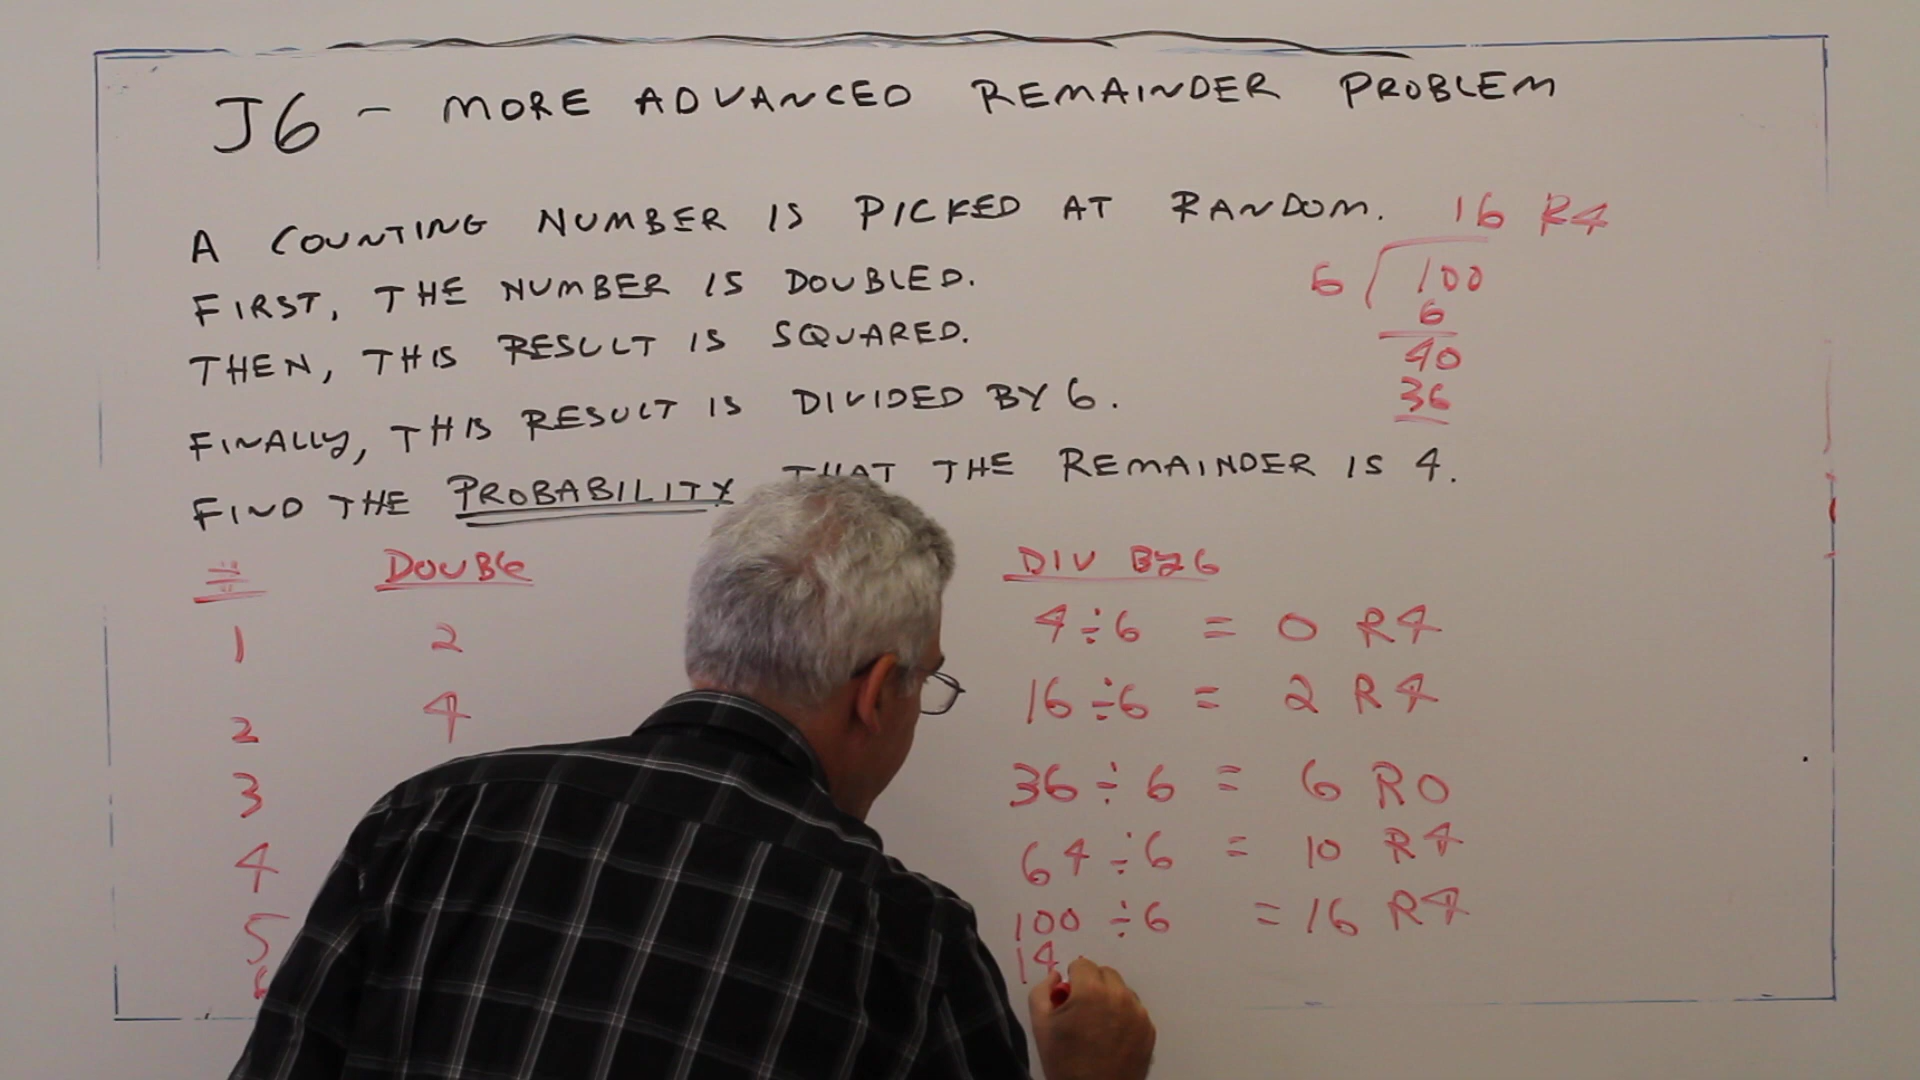 J6 - MORE ADVANCED REMAINDER PROBLEM
A COUNTING NUMBER IS PICKED AT RANDOM.
FIRST, THE NUMBER IS DOUBLED.
THEN, THIS RESULT IS SQUARED.
FINALLY, THIS RESULT IS DIVIDED BY 6.
FIND THE PROBABILITY THAT THE REMAINDER IS 4.
16 R4
6 100
6
40
36
# DOUBLE DIV BY 6
1 2 4÷6 = 0 R4
2 4 16÷6 = 2 R4
3 36÷6 = 6 R0
4 64÷6 = 10 R4
5 100÷6 = 16 R4
14